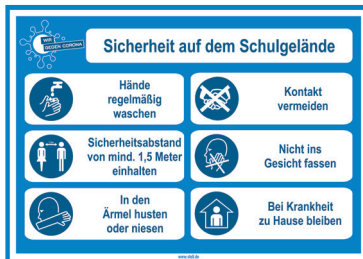 WIR
GEGEN CORONA
Sicherheit auf dem Schulgelände
Hände
regelmäßig
waschen
Kontakt
vermeiden
Sicherheitsabstand
von mind. 1,5 Meter
einhalten
Nicht ins
Gesicht fassen
In den
Ärmel husten
oder niesen
Bei Krankheit
zu Hause bleiben